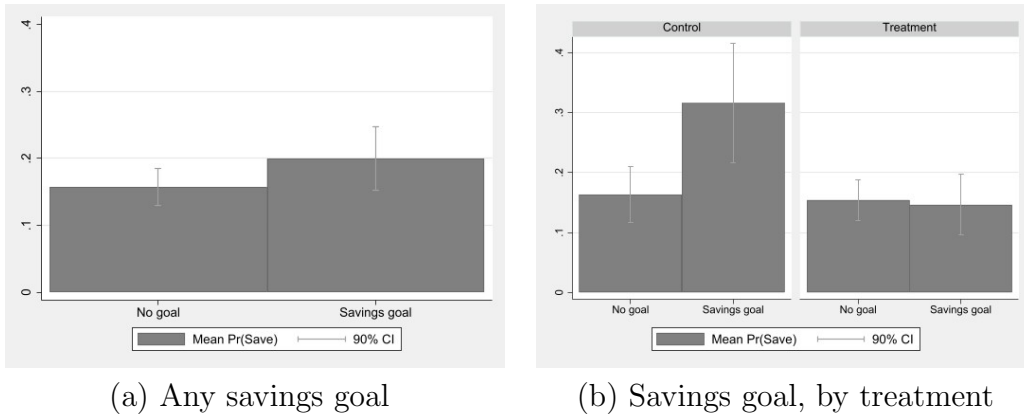 Control Treatment
.4
.3
.2
.1
0
No goal Savings goal
Mean Pr(Save) 90% CI
.4
.3
.2
.1
0
No goal Savings goal No goal Savings goal
Mean Pr(Save) 90% CI
(a) Any savings goal
(b) Savings goal, by treatment